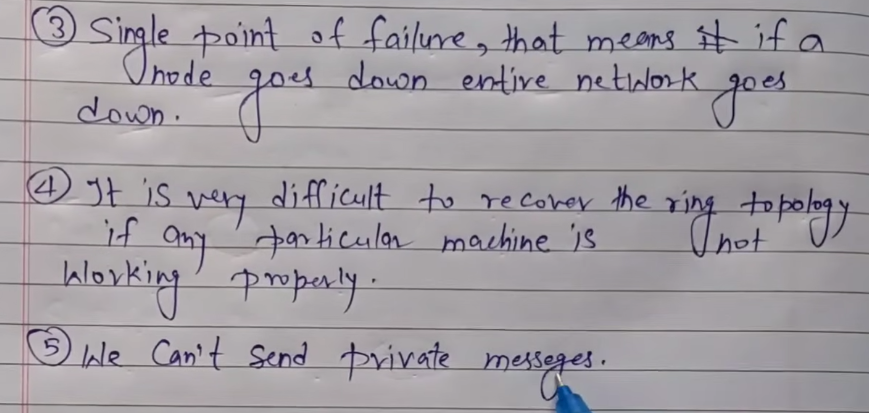 ③ Single point of failure, that means it if a
node goes down entire network goes
down.
④ It is very difficult to recover the ring topology
if any particular machine is not
Working properly.
⑤ We Can't Send private messeges.